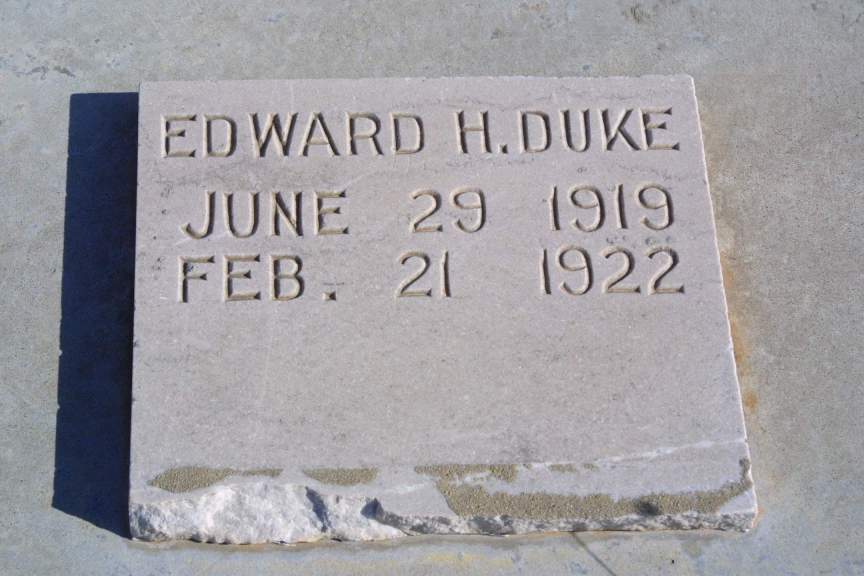 EDWARD H. DUKE
JUNE 29 1919
FEB. 21 1922